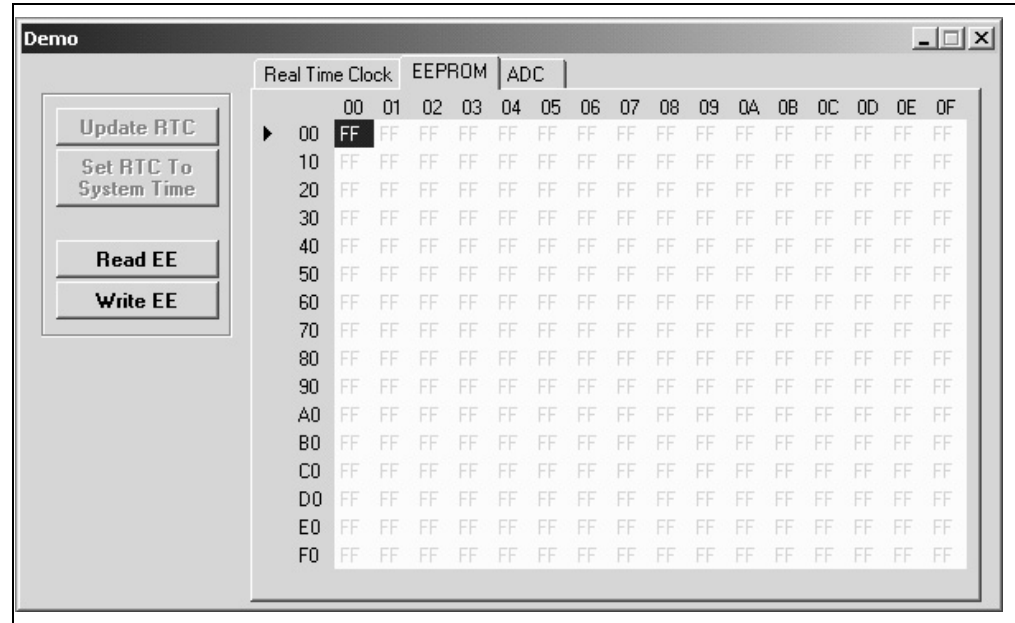 Demo
Real Time Clock EEPROM ADC
Update RTC
Set RTC To
System Time
Read EE
Write EE
00 01 02 03 04 05 06 07 08 09 0A 0B 0C 0D 0E 0F
00 FF FF FF FF FF FF FF FF FF FF FF FF FF FF FF FF
10 FF FF FF FF FF FF FF FF FF FF FF FF FF FF FF FF
20 FF FF FF FF FF FF FF FF FF FF FF FF FF FF FF FF
30 FF FF FF FF FF FF FF FF FF FF FF FF FF FF FF FF
40 FF FF FF FF FF FF FF FF FF FF FF FF FF FF FF FF
50 FF FF FF FF FF FF FF FF FF FF FF FF FF FF FF FF
60 FF FF FF FF FF FF FF FF FF FF FF FF FF FF FF FF
70 FF FF FF FF FF FF FF FF FF FF FF FF FF FF FF FF
80 FF FF FF FF FF FF FF FF FF FF FF FF FF FF FF FF
90 FF FF FF FF FF FF FF FF FF FF FF FF FF FF FF FF
A0 FF FF FF FF FF FF FF FF FF FF FF FF FF FF FF FF
B0 FF FF FF FF FF FF FF FF FF FF FF FF FF FF FF FF
C0 FF FF FF FF FF FF FF FF FF FF FF FF FF FF FF FF
D0 FF FF FF FF FF FF FF FF FF FF FF FF FF FF FF FF
E0 FF FF FF FF FF FF FF FF FF FF FF FF FF FF FF FF
F0 FF FF FF FF FF FF FF FF FF FF FF FF FF FF FF FF